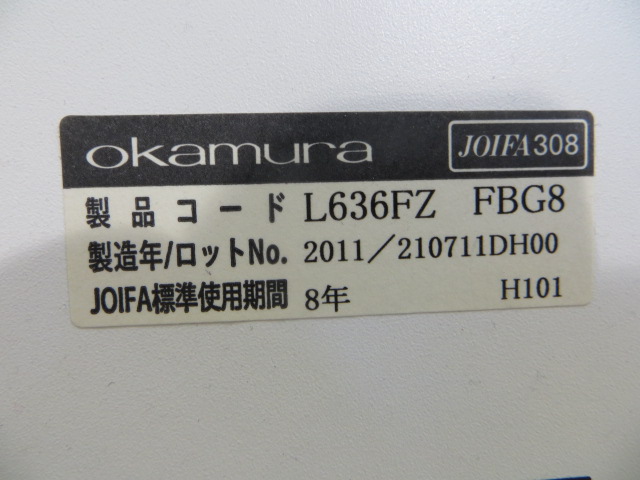 okamura JOIFA308
製品コード L636FZ FBG8
製造年/ロットNo. 2011/210711DH00
JOIFA標準使用期間 8年 H101